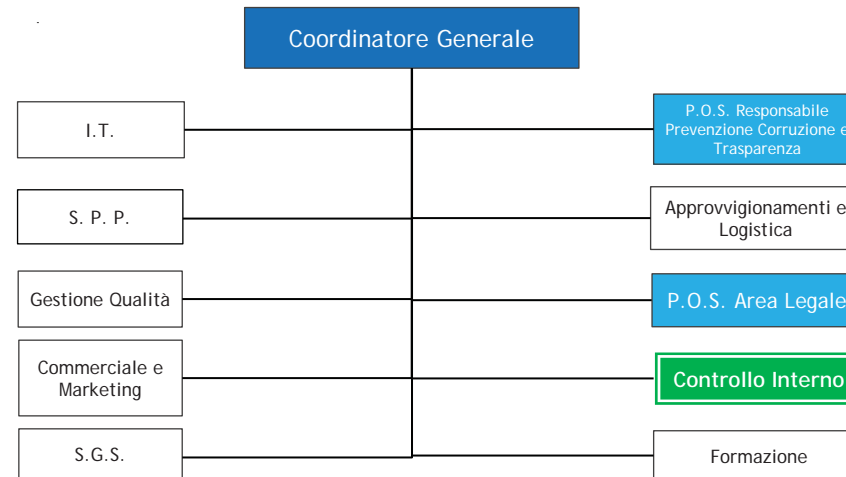 Coordinatore Generale
I.T.
P.O.S. Responsabile
Prevenzione Corruzione e
Trasparenza
S. P. P.
Approvvigionamenti e
Logistica
Gestione Qualità
P.O.S. Area Legale
Commerciale e
Marketing
Controllo Interno
S.G.S.
Formazione